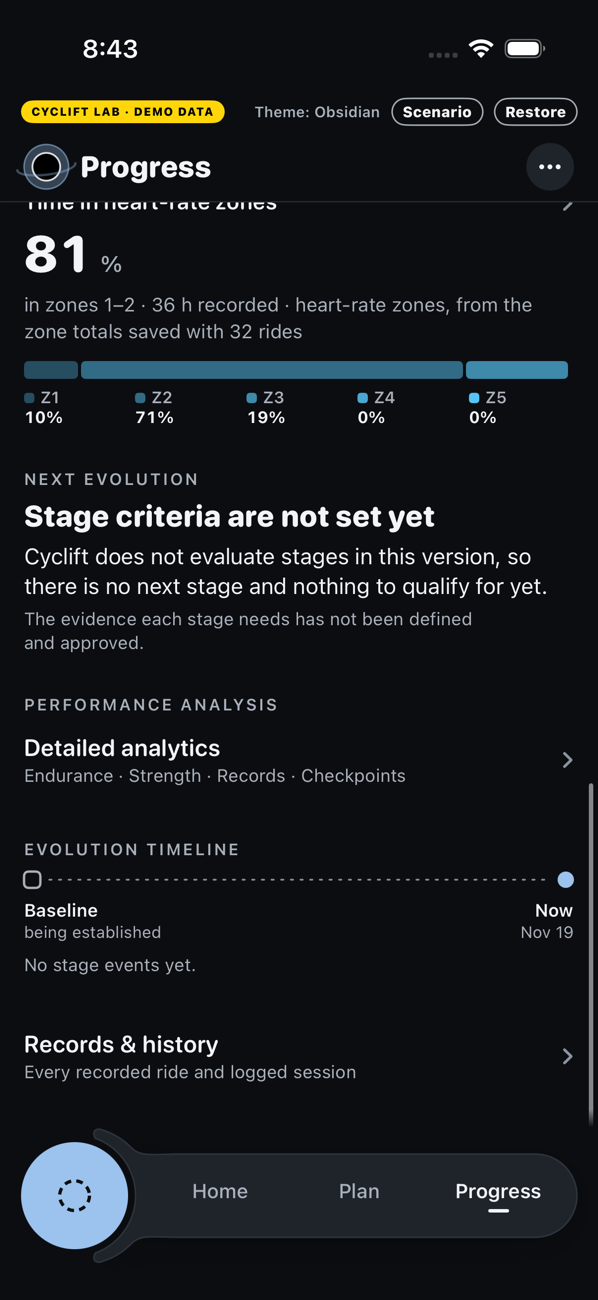 8:43
CYCLIFT LAB · DEMO DATA
Theme: Obsidian
Scenario
Restore
Progress
Time in heart-rate zones
81 %
in zones 1–2 · 36 h recorded · heart-rate zones, from the
zone totals saved with 32 rides
Z1 Z2 Z3 Z4 Z5
10% 71% 19% 0% 0%
NEXT EVOLUTION
Stage criteria are not set yet
Cyclift does not evaluate stages in this version, so
there is no next stage and nothing to qualify for yet.
The evidence each stage needs has not been defined
and approved.
PERFORMANCE ANALYSIS
Detailed analytics
Endurance · Strength · Records · Checkpoints
EVOLUTION TIMELINE
Baseline Now
being established Nov 19
No stage events yet.
Records & history
Every recorded ride and logged session
Home Plan Progress